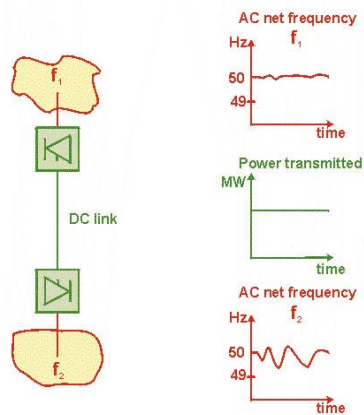 f1
DC link
f2
AC net frequency
f1
Hz
50
49
time
Power transmitted
MW
time
AC net frequency
f2
Hz
50
49
time